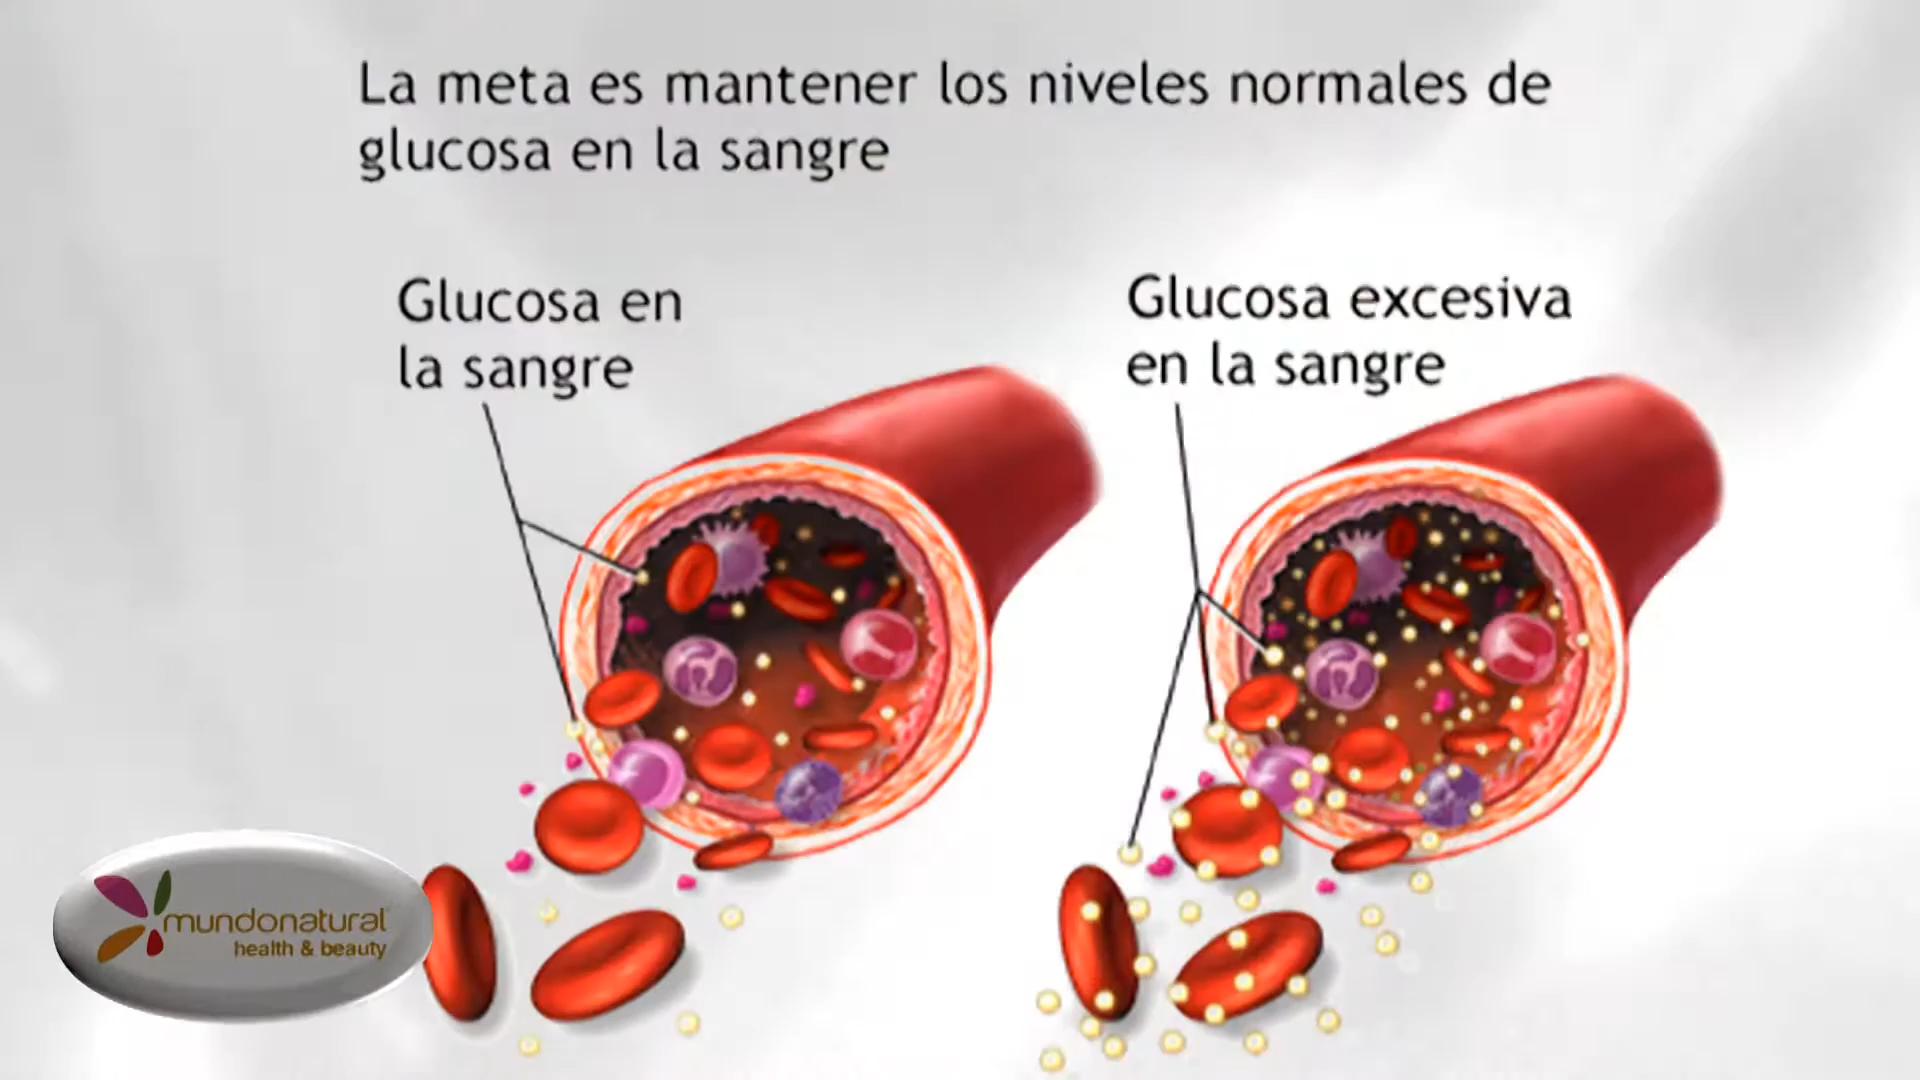 La meta es mantener los niveles normales de
glucosa en la sangre
Glucosa en
la sangre
Glucosa excesiva
en la sangre
mundonatural
health & beauty